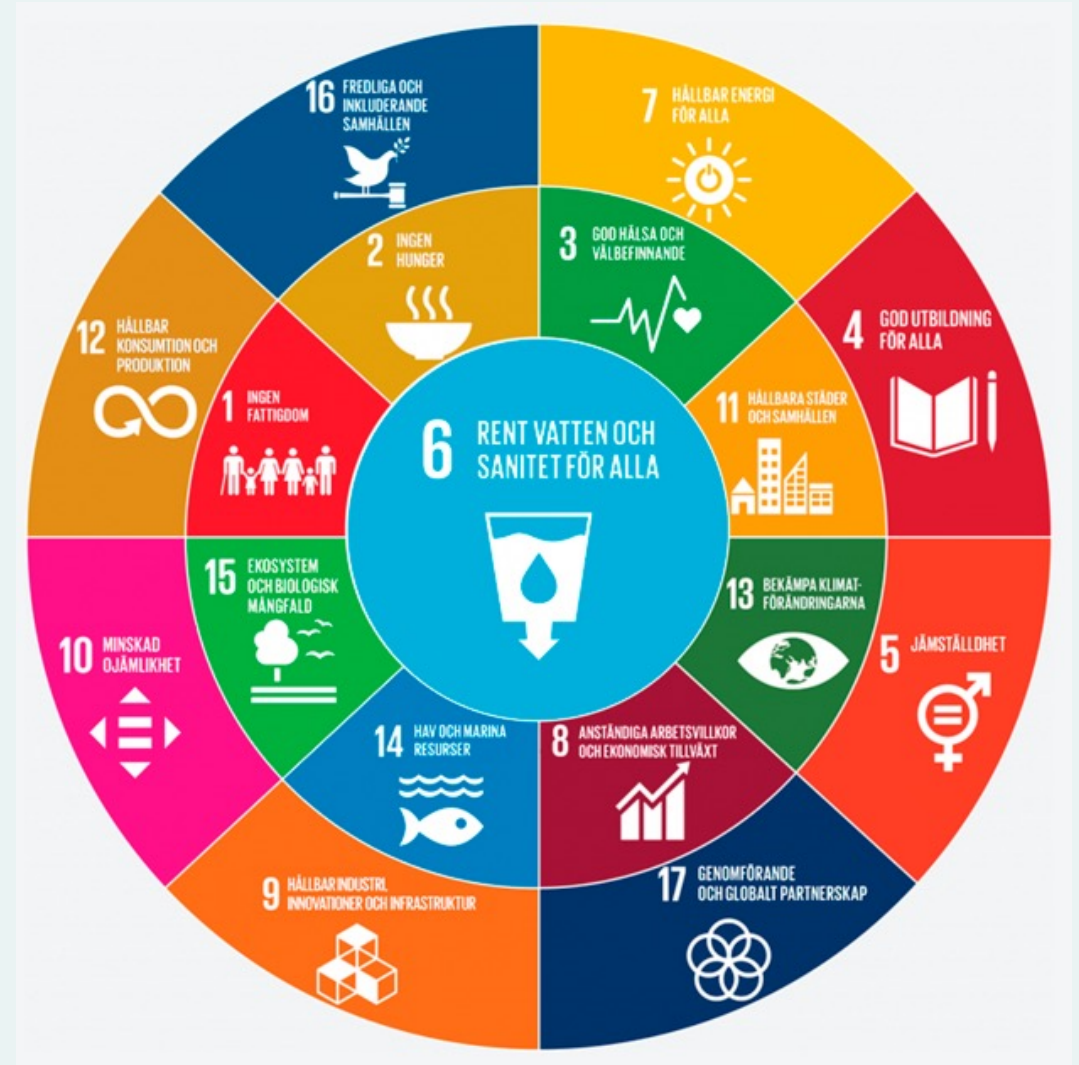 16 FREDLIGA OCH
INKLUDERANDE
SAMHÄLLEN
7 HÅLLBAR ENERGI
FÖR ALLA
2 INGEN
HUNGER
3 GOD HÄLSA OCH
VÄLBEFINNANDE
12 HÅLLBAR
KONSUMTION OCH
PRODUKTION
4 GOD UTBILDNING
FÖR ALLA
1 INGEN
FATTIGDOM
11 HÅLLBARA STÄDER
OCH SAMHÄLLEN
6 RENT VATTEN OCH
SANITET FÖR ALLA
15 EKOSYSTEM
OCH BIOLOGISK
MÅNGFALD
13 BEKÄMPA KLIMAT-
FÖRÄNDRINGARNA
10 MINSKAD
OJÄMLIKHET
5 JÄMSTÄLLDHET
14 HAV OCH MARINA
RESURSER
8 ANSTÄNDIGA ARBETSVILLKOR
OCH EKONOMISK TILLVÄXT
9 HÅLLBAR INDUSTRI,
INNOVATIONER OCH INFRASTRUKTUR
17 GENOMFÖRANDE
OCH GLOBALT PARTNERSKAP